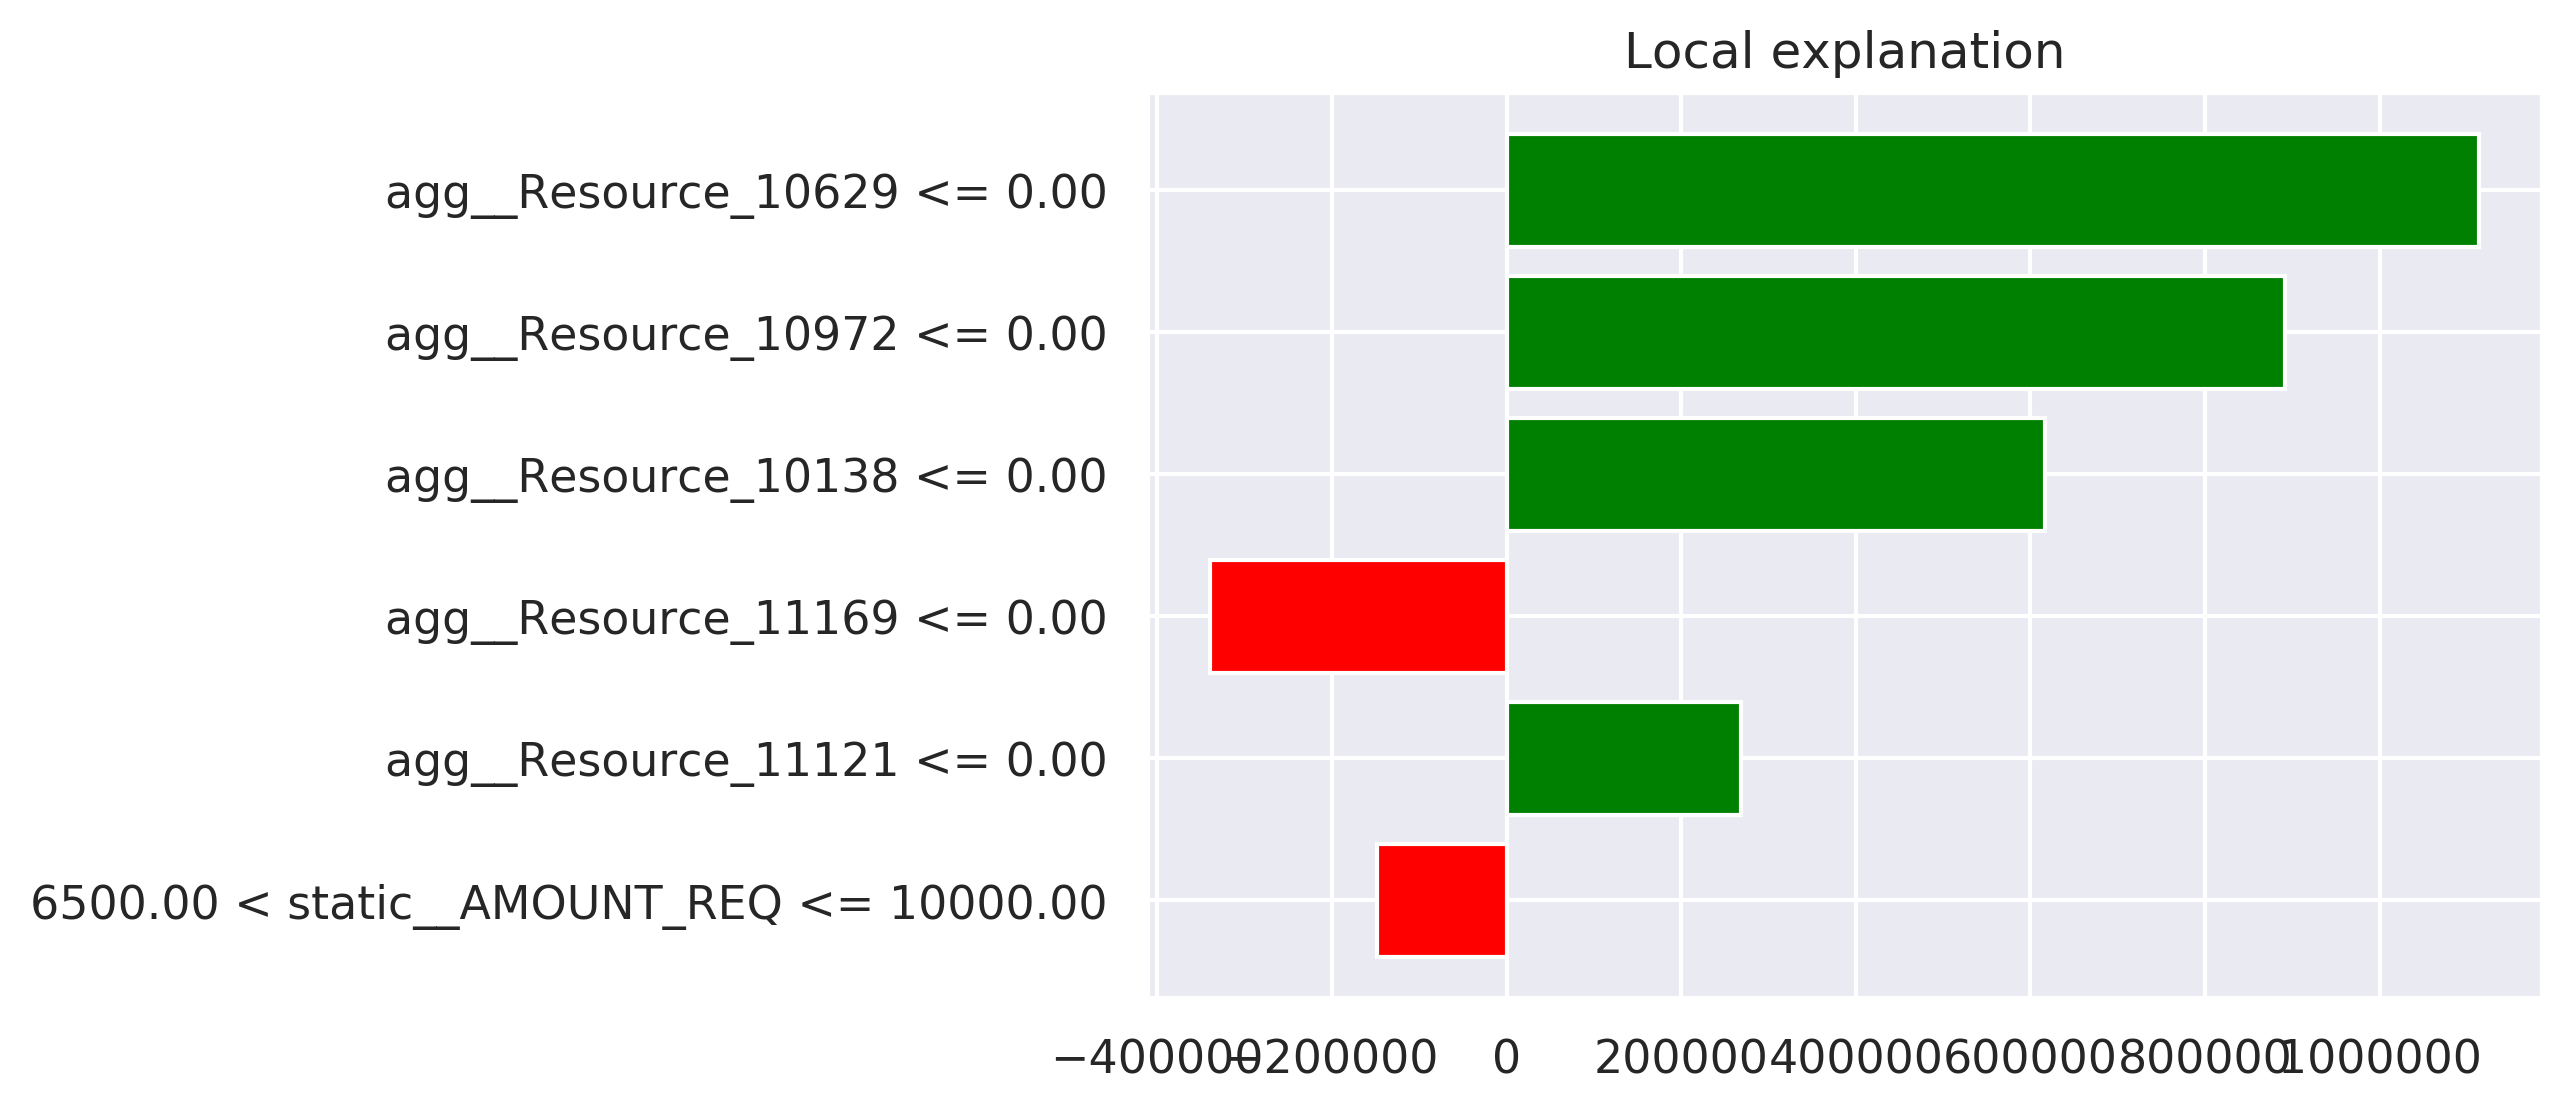 Local explanation
agg__Resource_10629 <= 0.00
agg__Resource_10972 <= 0.00
agg__Resource_10138 <= 0.00
agg__Resource_11169 <= 0.00
agg__Resource_11121 <= 0.00
6500.00 < static__AMOUNT_REQ <= 10000.00
−400000 −200000 0 200000 400000 600000 800000 1000000